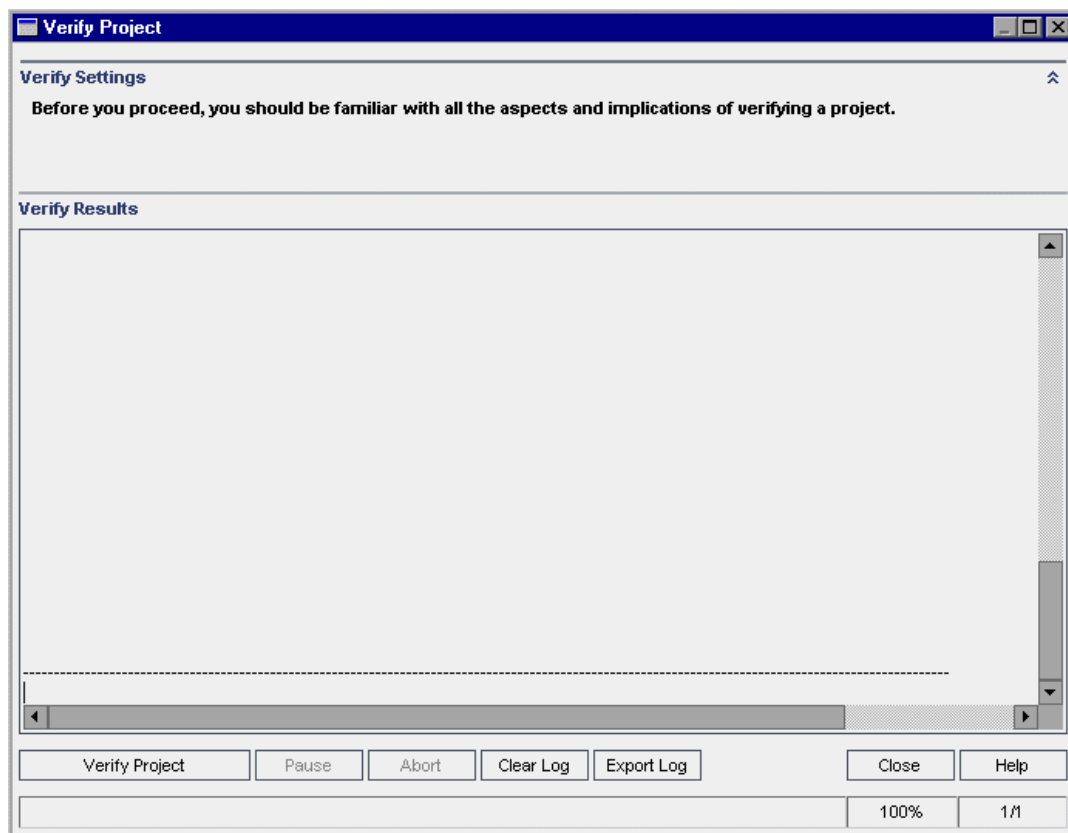 Verify Project
Verify Settings
Before you proceed, you should be familiar with all the aspects and implications of verifying a project.
Verify Results
--------------------------------------------------------------------------------------------------------------------------------------------------------
Verify Project Pause Abort Clear Log Export Log Close Help
100% 1/1